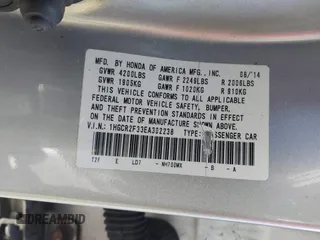 MFD. BY HONDA OF AMERICA MFG., INC. 08/14
GVWR 4200LBS GAWR F 2249LBS R 2006LBS
GVWR 1905KG GAWR F 1020KG R 910KG
THIS VEHICLE CONFORMS TO ALL APPLICABLE
FEDERAL MOTOR VEHICLE SAFETY, BUMPER,
AND THEFT PREVENTION STANDARDS IN EFFECT
ON THE DATE OF MANUFACTURE SHOWN ABOVE.
V.I.N.: 1HGCR2F33EA302238 PASSENGER CAR
T2F E LD7 - NH700MX - B - A
DREAMBID